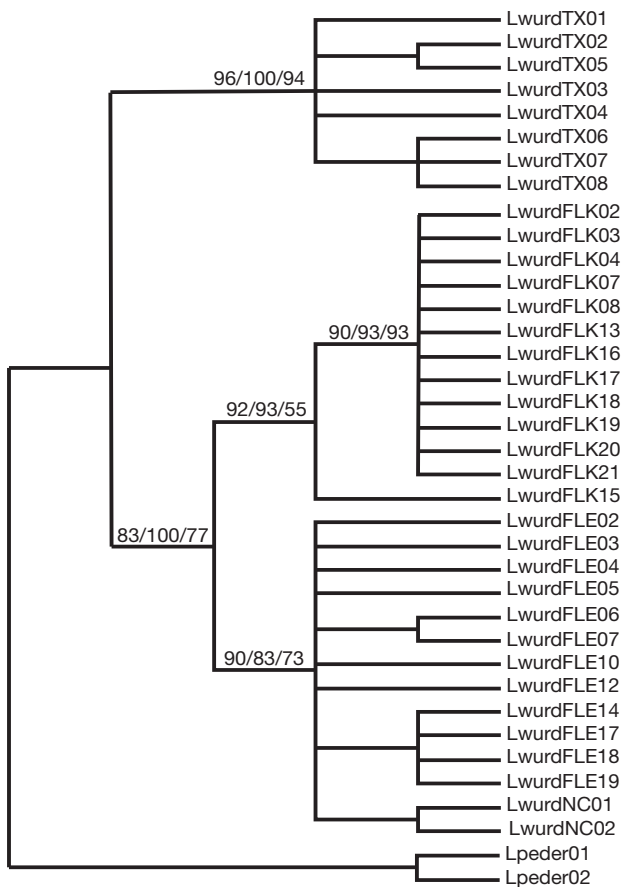 LwurdTX01
LwurdTX02
LwurdTX05
96/100/94
LwurdTX03
LwurdTX04
LwurdTX06
LwurdTX07
LwurdTX08
LwurdFLK02
LwurdFLK03
LwurdFLK04
LwurdFLK07
LwurdFLK08
90/93/93
LwurdFLK13
LwurdFLK16
LwurdFLK17
LwurdFLK18
92/93/55
LwurdFLK19
LwurdFLK20
LwurdFLK21
LwurdFLK15
LwurdFLE02
83/100/77
LwurdFLE03
LwurdFLE04
LwurdFLE05
LwurdFLE06
LwurdFLE07
90/83/73
LwurdFLE10
LwurdFLE12
LwurdFLE14
LwurdFLE17
LwurdFLE18
LwurdFLE19
LwurdNC01
LwurdNC02
Lpeder01
Lpeder02